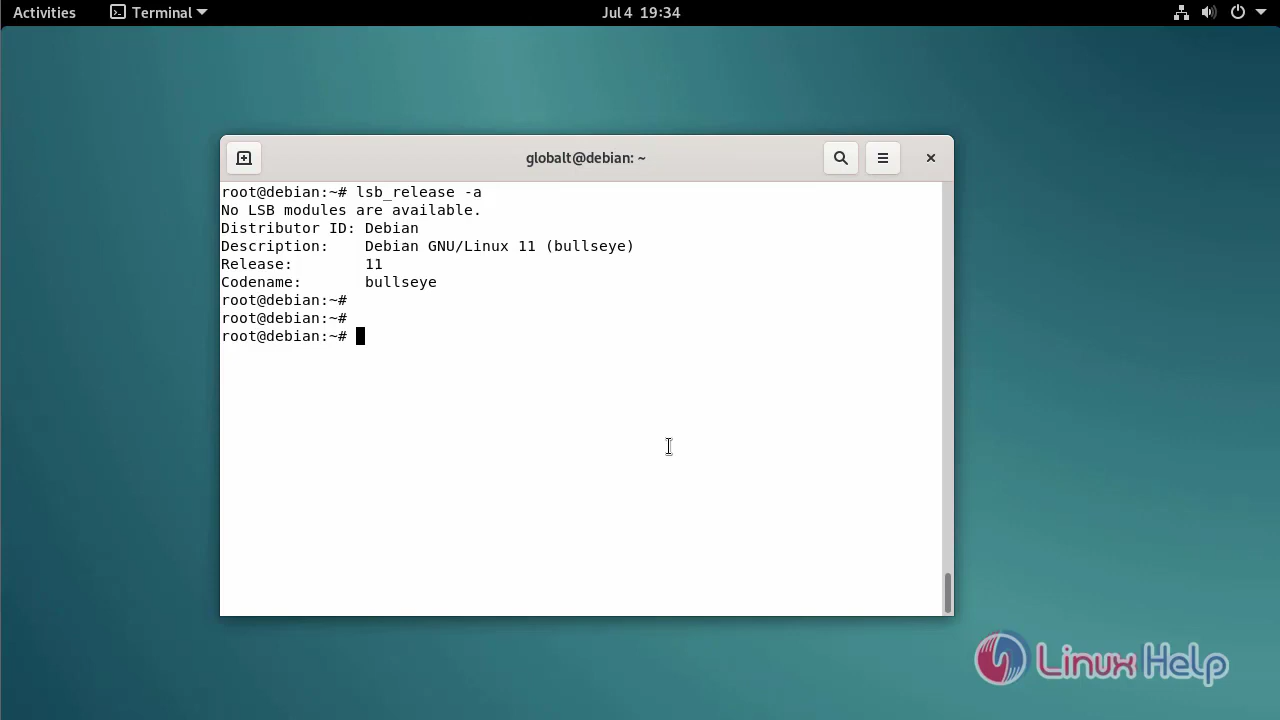 Activities Terminal Jul 4 19:34
globalt@debian: ~
root@debian:~# lsb_release -a
No LSB modules are available.
Distributor ID: Debian
Description:    Debian GNU/Linux 11 (bullseye)
Release:        11
Codename:       bullseye
root@debian:~#
root@debian:~#
root@debian:~#
Linux Help